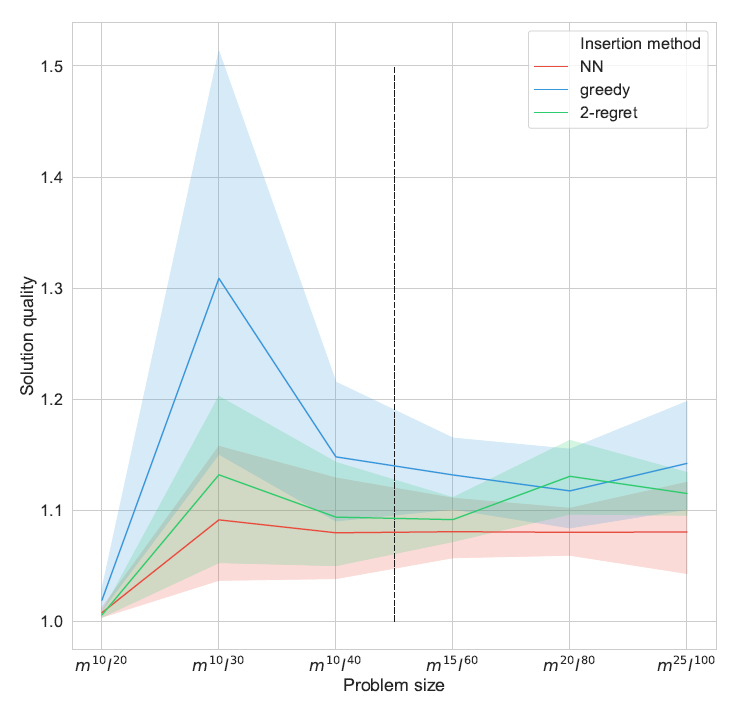 Insertion method
NN
greedy
2-regret
1.5
1.4
1.3
1.2
1.1
1.0
Solution quality
m¹⁰l²⁰ m¹⁰l³⁰ m¹⁰l⁴⁰ m¹⁵l⁶⁰ m²⁰l⁸⁰ m²⁵l¹⁰⁰
Problem size